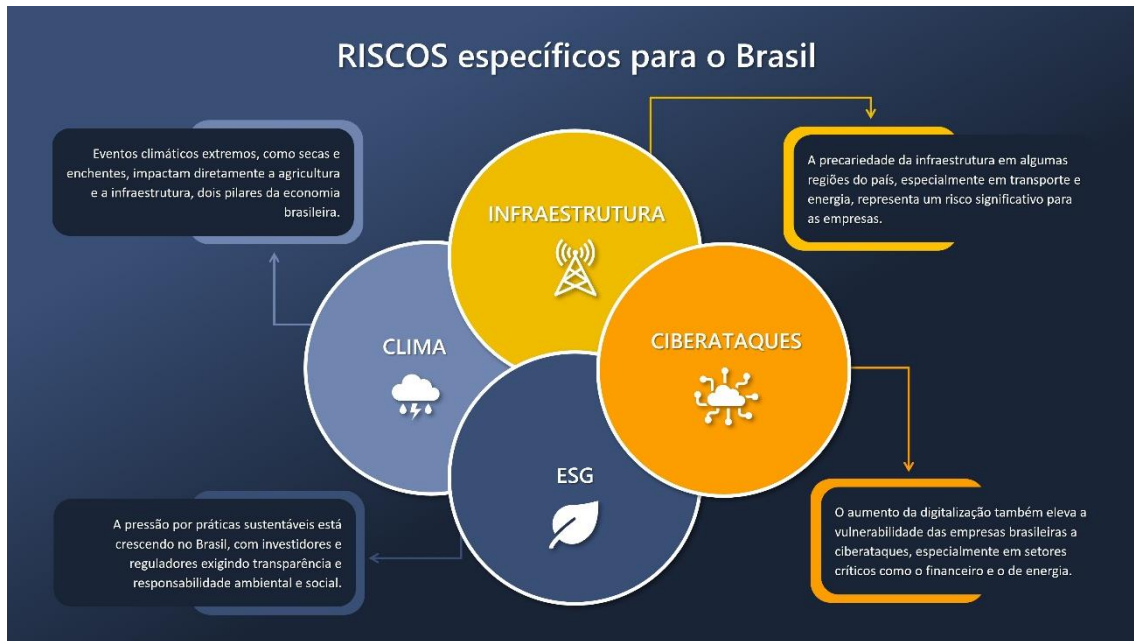 RISCOS específicos para o Brasil
Eventos climáticos extremos, como secas e
enchentes, impactam diretamente a agricultura
e a infraestrutura, dois pilares da economia
brasileira.
INFRAESTRUTURA
A precariedade da infraestrutura em algumas
regiões do país, especialmente em transporte e
energia, representa um risco significativo para
as empresas.
CLIMA
CIBERATAQUES
ESG
A pressão por práticas sustentáveis está
crescendo no Brasil, com investidores e
reguladores exigindo transparência e
responsabilidade ambiental e social.
O aumento da digitalização também eleva a
vulnerabilidade das empresas brasileiras a
ciberataques, especialmente em setores
críticos como o financeiro e o de energia.